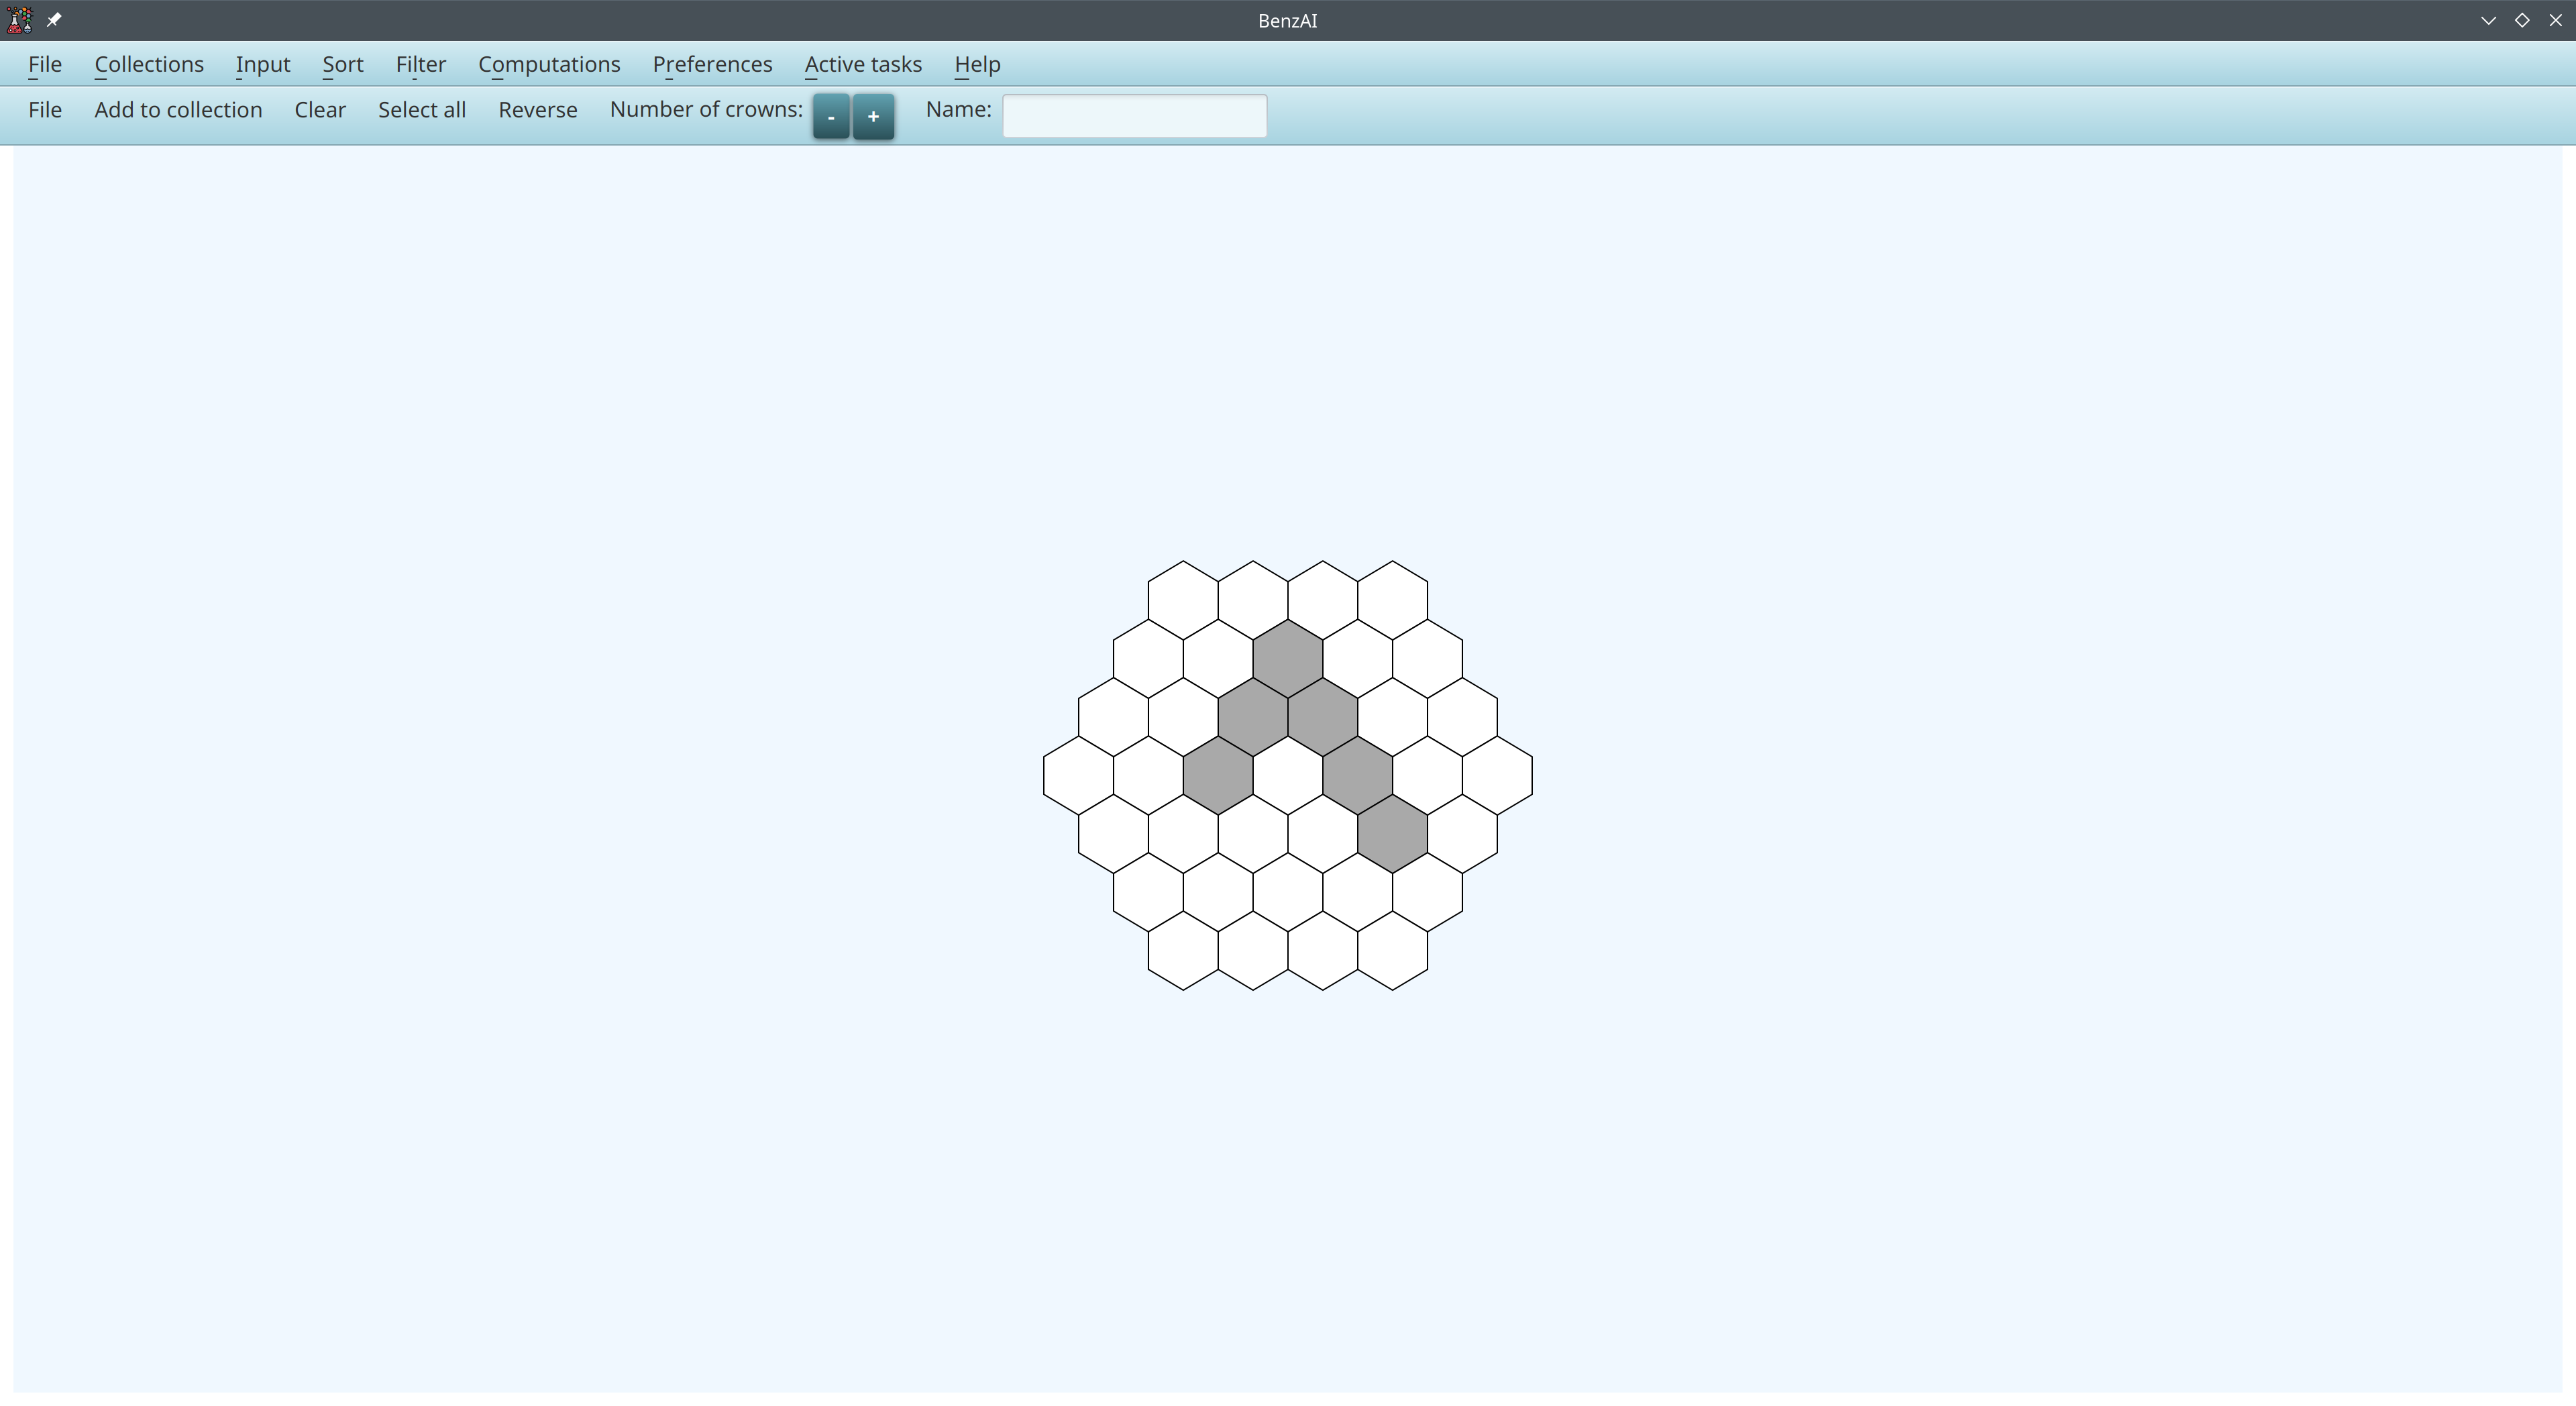 BenzAI
File Collections Input Sort Filter Computations Preferences Active tasks Help
File Add to collection Clear Select all Reverse Number of crowns: - + Name: